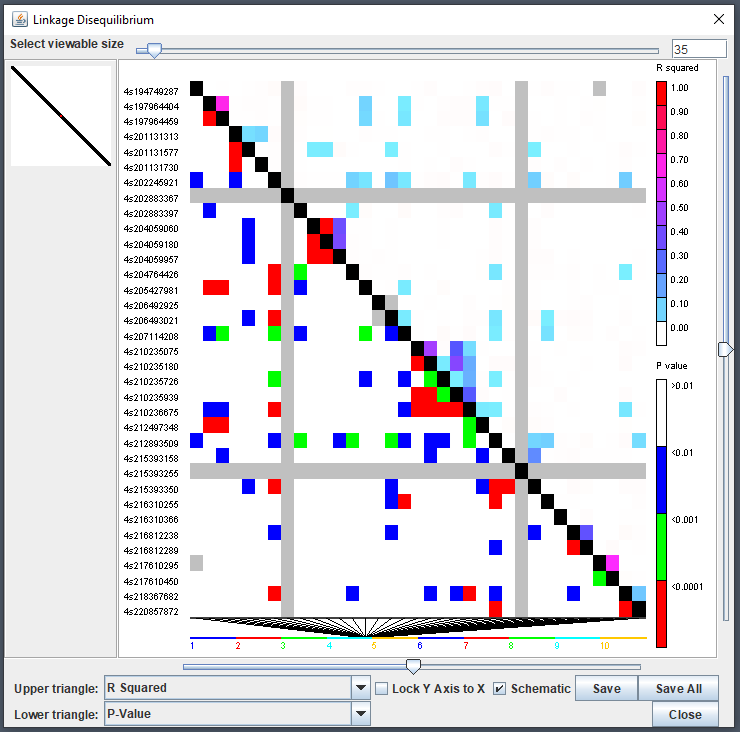 Linkage Disequilibrium
Select viewable size
35
R squared
4s194749287
4s197964404
4s197964459
4s201131313
4s201131577
4s201131730
4s202245921
4s202883367
4s202883397
4s204059060
4s204059180
4s204059957
4s204764426
4s205427981
4s206492925
4s206493021
4s207114208
4s210235075
4s210235180
4s210235726
4s210235939
4s210236675
4s212497348
4s212893509
4s215393158
4s215393255
4s215393350
4s216310255
4s216310366
4s216812238
4s216812289
4s217610295
4s217610450
4s218367682
4s220857872
1.00
0.90
0.80
0.70
0.60
0.50
0.40
0.30
0.20
0.10
0.00
P value
>0.01
<0.01
<0.001
<0.0001
1 2 3 4 5 6 7 8 9 10
Upper triangle: R Squared
Lock Y Axis to X
Schematic
Save
Save All
Lower triangle: P-Value
Close